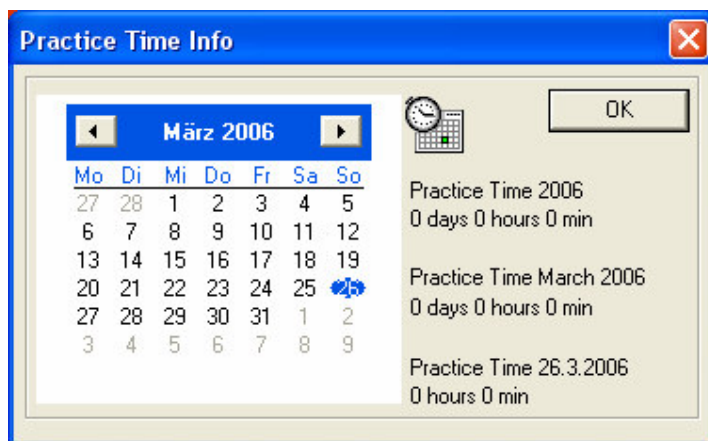 Practice Time Info
März 2006
Mo Di Mi Do Fr Sa So
27 28 1 2 3 4 5
6 7 8 9 10 11 12
13 14 15 16 17 18 19
20 21 22 23 24 25 26
27 28 29 30 31 1 2
3 4 5 6 7 8 9
OK
Practice Time 2006
0 days 0 hours 0 min
Practice Time March 2006
0 days 0 hours 0 min
Practice Time 26.3.2006
0 hours 0 min